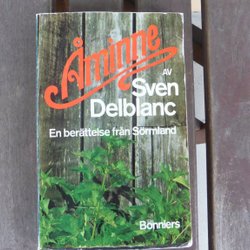 Åminne
AV
Sven
Delblanc
En berättelse från Sörmland
Bonniers